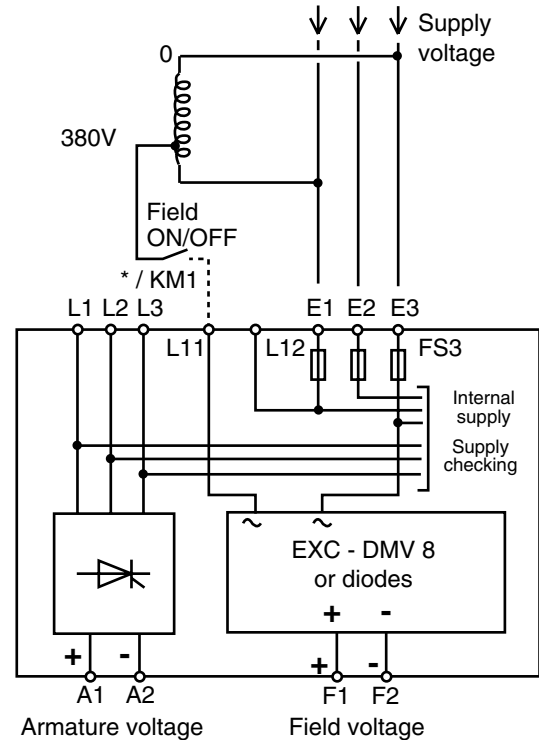 Supply
voltage
0
380V
Field
ON/OFF
* / KM1
L1 L2 L3
E1 E2 E3
L11
L12
FS3
Internal
supply
Supply
checking
~ ~
EXC - DMV 8
or diodes
+ -
+ - + -
A1 A2 F1 F2
Armature voltage Field voltage